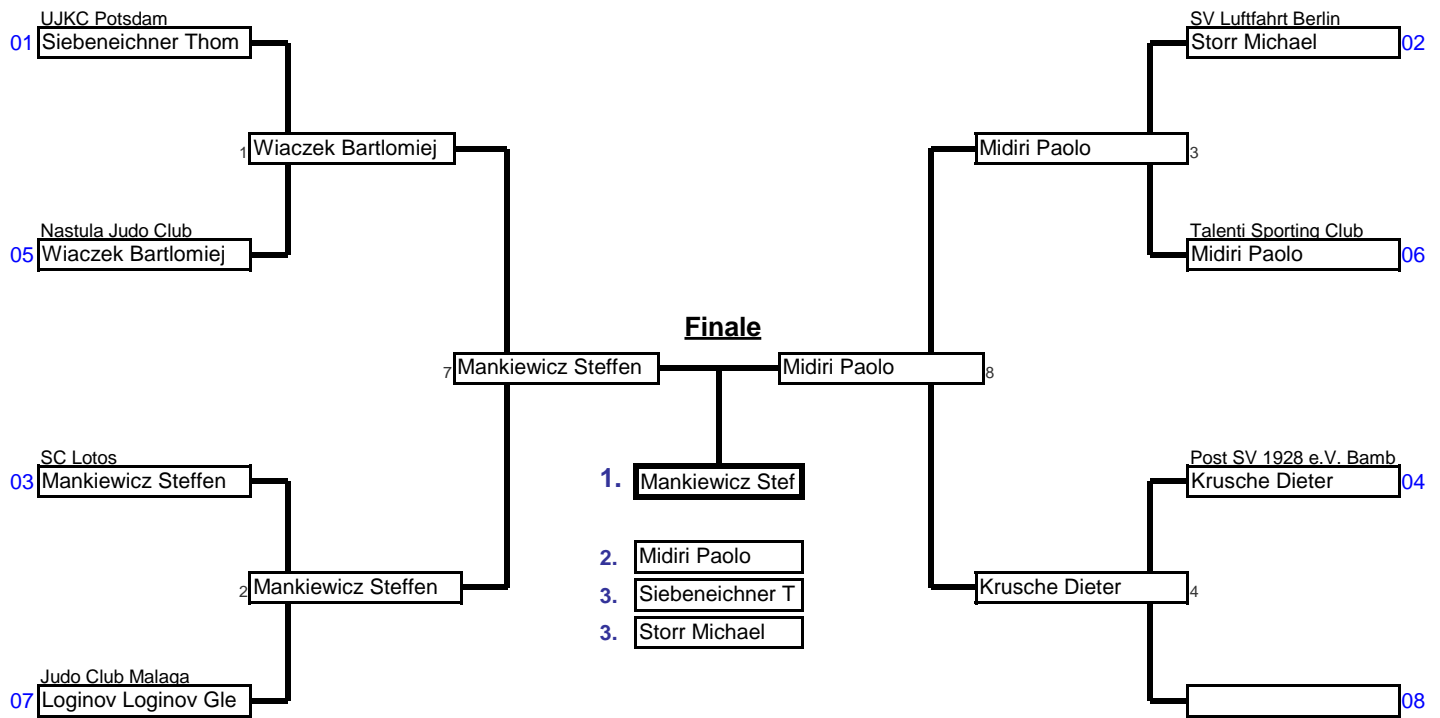 UJKC Potsdam
01 Siebeneichner Thom
SV Luftfahrt Berlin
Storr Michael 02
1 Wiaczek Bartlomiej
Midiri Paolo 3
Nastula Judo Club
05 Wiaczek Bartlomiej
Talenti Sporting Club
Midiri Paolo 06
Finale
7 Mankiewicz Steffen
Midiri Paolo 8
SC Lotos
03 Mankiewicz Steffen
1. Mankiewicz Stef
Post SV 1928 e.V. Bamb
Krusche Dieter 04
2. Midiri Paolo
2 Mankiewicz Steffen
3. Siebeneichner T
Krusche Dieter 4
3. Storr Michael
Judo Club Malaga
07 Loginov Loginov Gle
08